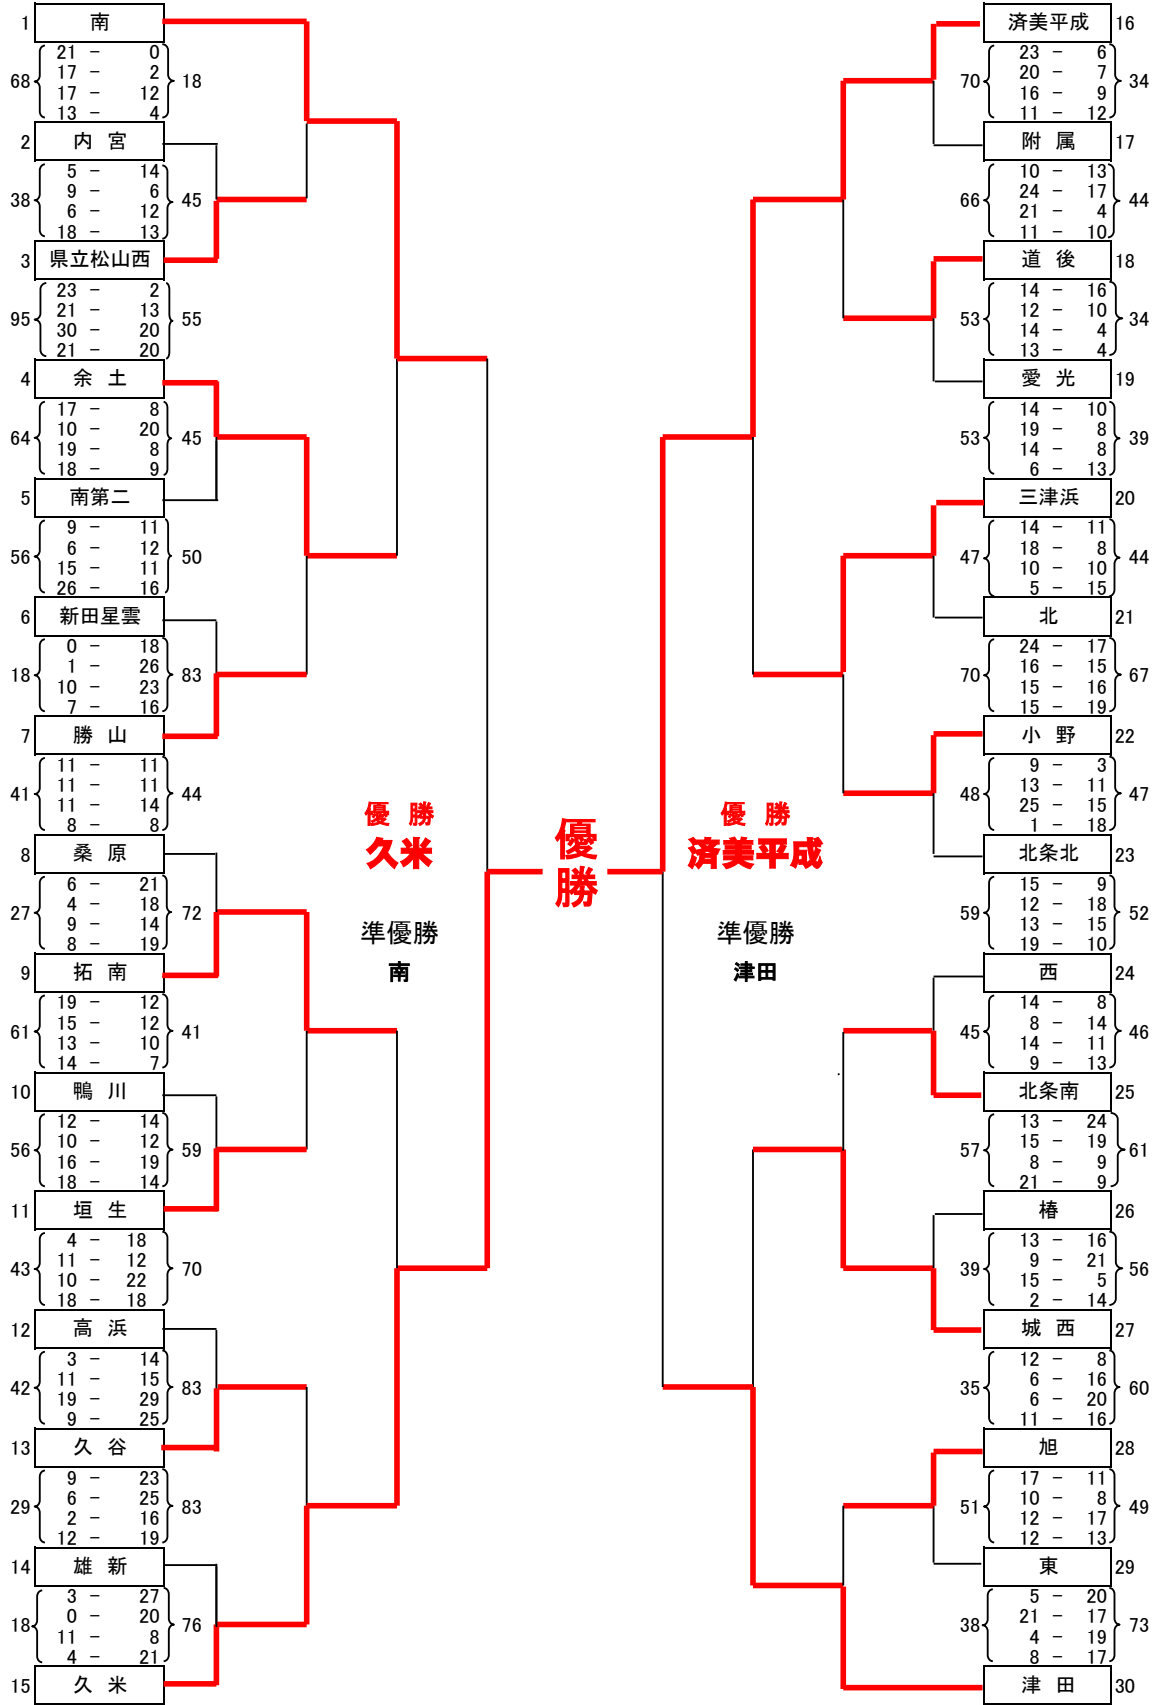 1 南
68 21 - 0 18
17 - 2
17 - 12
13 - 4
2 内 宮
38 5 - 14 45
9 - 6
6 - 12
18 - 13
3 県立松山西
95 23 - 2 55
21 - 13
30 - 20
21 - 20
4 余 土
64 17 - 8 45
10 - 20
19 - 8
18 - 9
5 南第二
56 9 - 11 50
6 - 12
15 - 11
26 - 16
6 新田星雲
18 0 - 18 83
1 - 26
10 - 23
7 - 16
7 勝 山
41 11 - 11 44
11 - 11
11 - 14
8 - 8
8 桑 原
27 6 - 21 72
4 - 18
9 - 14
8 - 19
9 拓 南
61 19 - 12 41
15 - 12
13 - 10
14 - 7
10 鴨 川
56 12 - 14 59
10 - 12
16 - 19
18 - 14
11 垣 生
43 4 - 18 70
11 - 12
10 - 22
18 - 18
12 高 浜
42 3 - 14 83
11 - 15
19 - 29
9 - 25
13 久 谷
29 9 - 23 83
6 - 25
2 - 16
12 - 19
14 雄 新
18 3 - 27 76
0 - 20
11 - 8
4 - 21
15 久 米
優 勝
久米
準優勝
南
優
勝
優 勝
済美平成
準優勝
津田
済美平成 16
70 23 - 6 34
20 - 7
16 - 9
11 - 12
附 属 17
66 10 - 13 44
24 - 17
21 - 4
11 - 10
道 後 18
53 14 - 16 34
12 - 10
14 - 4
13 - 4
愛 光 19
53 14 - 10 39
19 - 8
14 - 8
6 - 13
三津浜 20
47 14 - 11 44
18 - 8
10 - 10
5 - 15
北 21
70 24 - 17 67
16 - 15
15 - 16
15 - 19
小 野 22
48 9 - 3 47
13 - 11
25 - 15
1 - 18
北条北 23
59 15 - 9 52
12 - 18
13 - 15
19 - 10
西 24
45 14 - 8 46
8 - 14
14 - 11
9 - 13
北条南 25
57 13 - 24 61
15 - 19
8 - 9
21 - 9
椿 26
39 13 - 16 56
9 - 21
15 - 5
2 - 14
城 西 27
35 12 - 8 60
6 - 16
6 - 20
11 - 16
旭 28
51 17 - 11 49
10 - 8
12 - 17
12 - 13
東 29
38 5 - 20 73
21 - 17
4 - 19
8 - 17
津 田 30